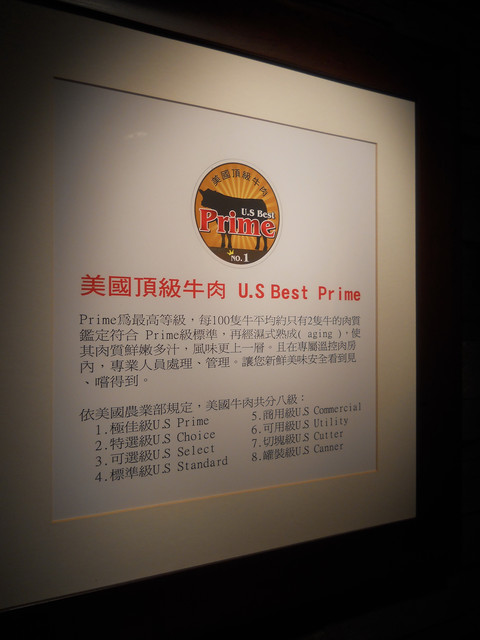 美國頂級牛肉
U.S Best
Prime
NO.1
美國頂級牛肉 U.S Best Prime
Prime為最高等級，每100隻牛平均約只有2隻牛的肉質
鑑定符合 Prime級標準，再經濕式熟成( aging )，使
其肉質鮮嫩多汁，風味更上一層。且在專屬溫控肉房
內，專業人員處理、管理。讓您新鮮美味安全看到見
、嚐得到。
依美國農業部規定，美國牛肉共分八級：
1.極佳級U.S Prime
2.特選級U.S Choice
3.可選級U.S Select
4.標準級U.S Standard
5.商用級U.S Commercial
6.可用級U.S Utility
7.切塊級U.S Cutter
8.罐裝級U.S Canner